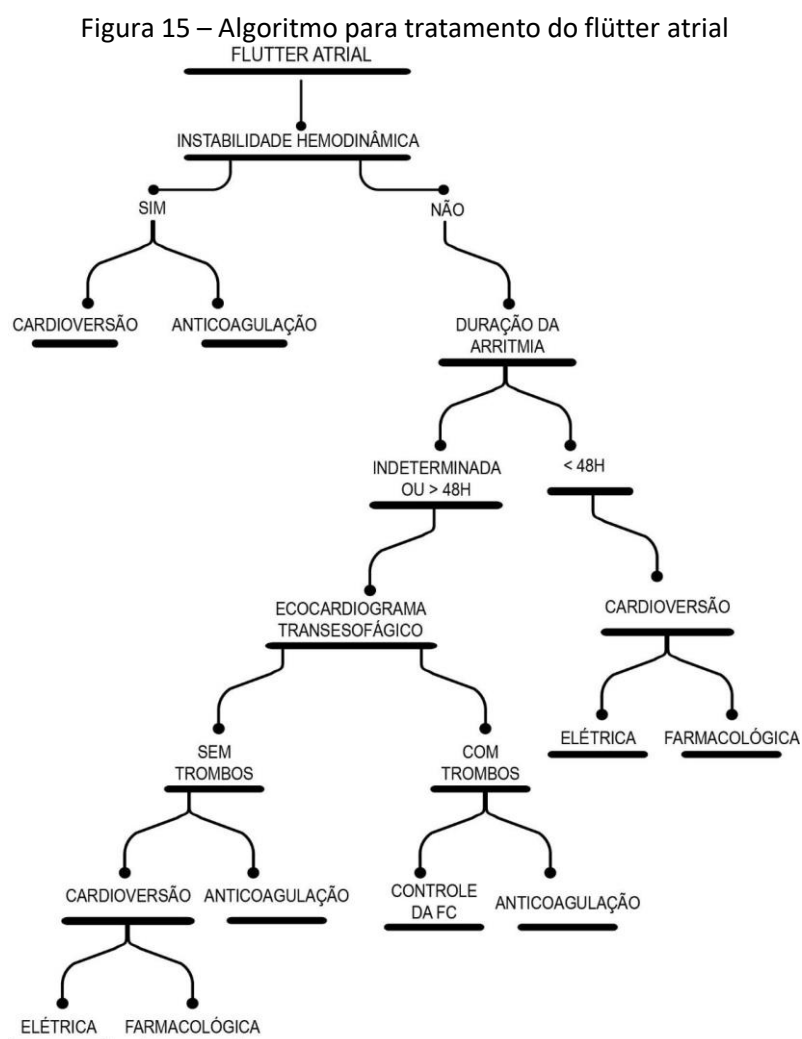 Figura 15 – Algoritmo para tratamento do flütter atrial
FLUTTER ATRIAL
INSTABILIDADE HEMODINÂMICA
SIM
NÃO
CARDIOVERSÃO
ANTICOAGULAÇÃO
DURAÇÃO DA
ARRITMIA
INDETERMINADA
OU > 48H
< 48H
ECOCARDIOGRAMA
TRANSESOFÁGICO
CARDIOVERSÃO
ELÉTRICA
FARMACOLÓGICA
SEM
TROMBOS
COM
TROMBOS
CARDIOVERSÃO
ANTICOAGULAÇÃO
CONTROLE
DA FC
ANTICOAGULAÇÃO
ELÉTRICA
FARMACOLÓGICA